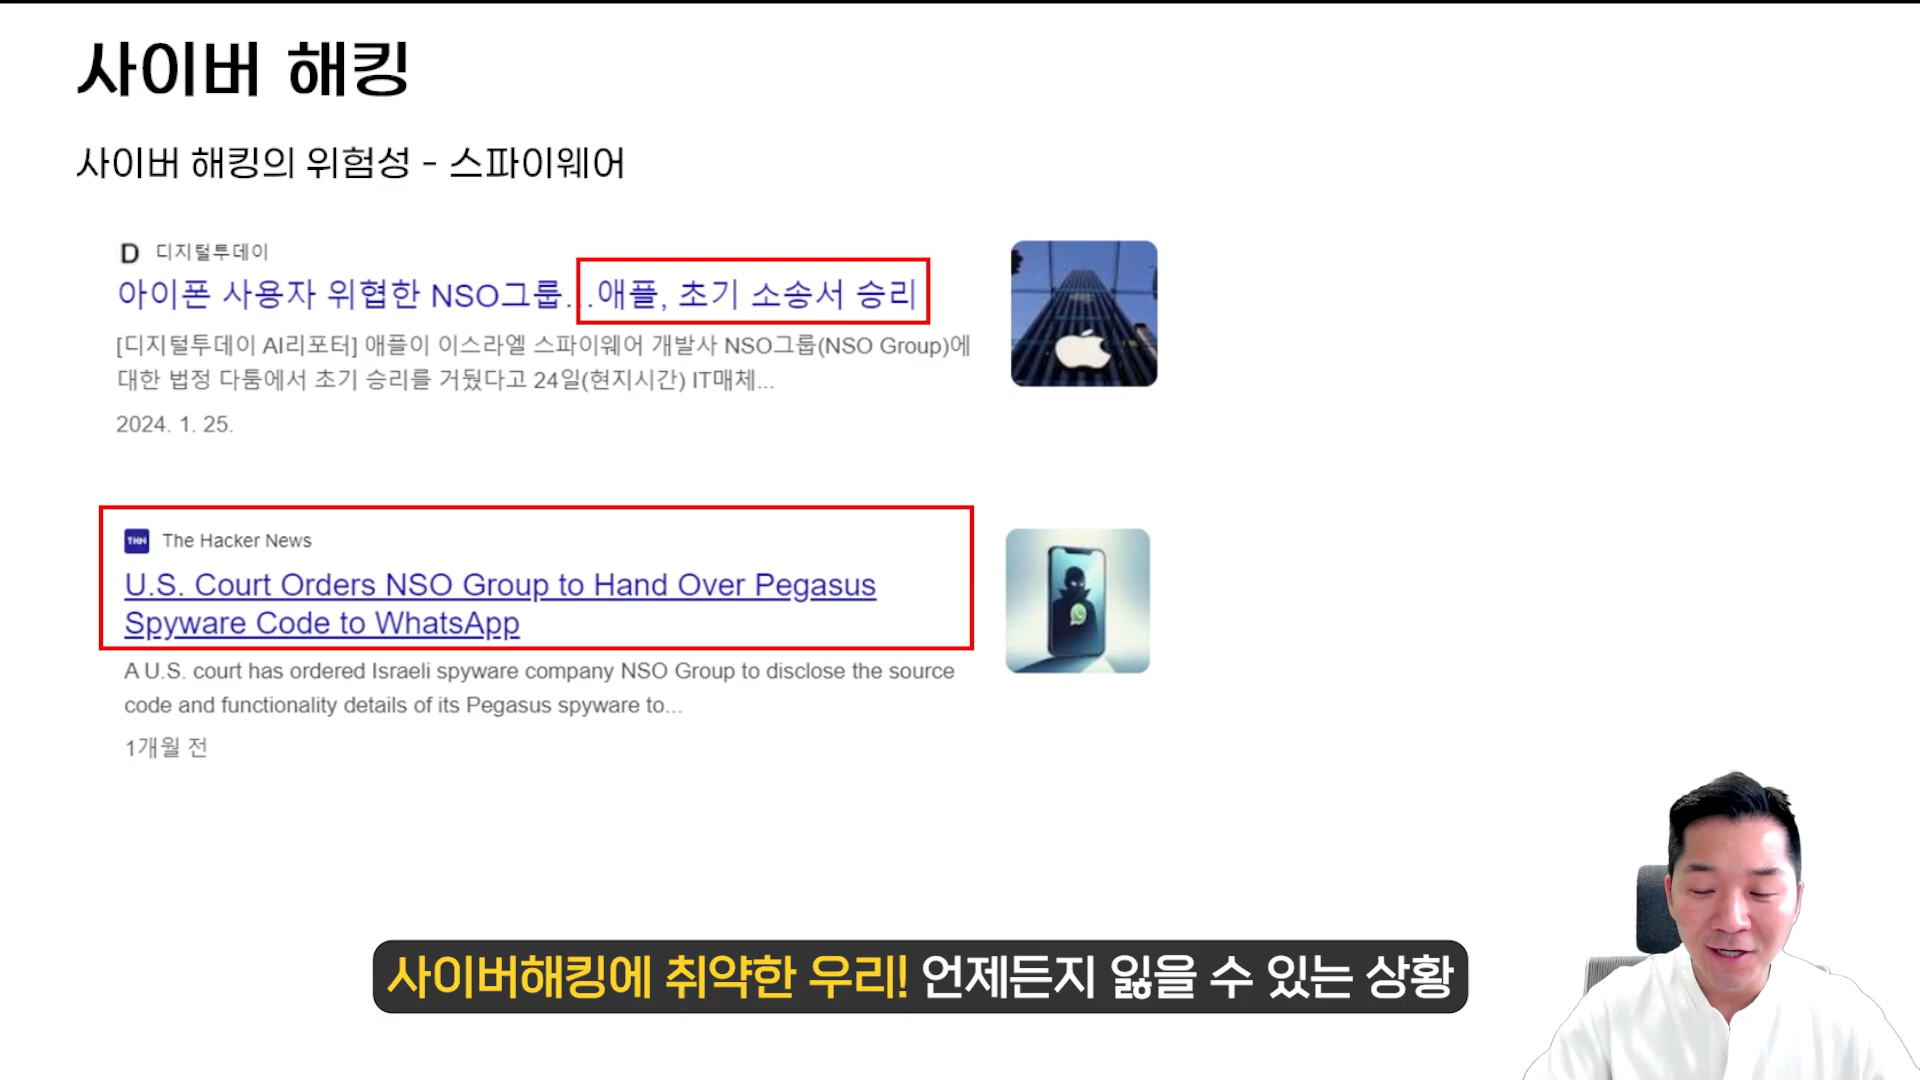 사이버 해킹
사이버 해킹의 위험성 - 스파이웨어
D 디지털투데이
아이폰 사용자 위협한 NSO그룹...애플, 초기 소송서 승리
[디지털투데이 AI리포터] 애플이 이스라엘 스파이웨어 개발사 NSO그룹(NSO Group)에
대한 법정 다툼에서 초기 승리를 거뒀다고 24일(현지시간) IT매체...
2024. 1. 25.
THN The Hacker News
U.S. Court Orders NSO Group to Hand Over Pegasus
Spyware Code to WhatsApp
A U.S. court has ordered Israeli spyware company NSO Group to disclose the source
code and functionality details of its Pegasus spyware to...
1개월 전
사이버해킹에 취약한 우리! 언제든지 잃을 수 있는 상황